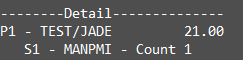 --------Detail--------------
P1 - TEST/JADE        21.00
   S1 - MANPMI - Count 1